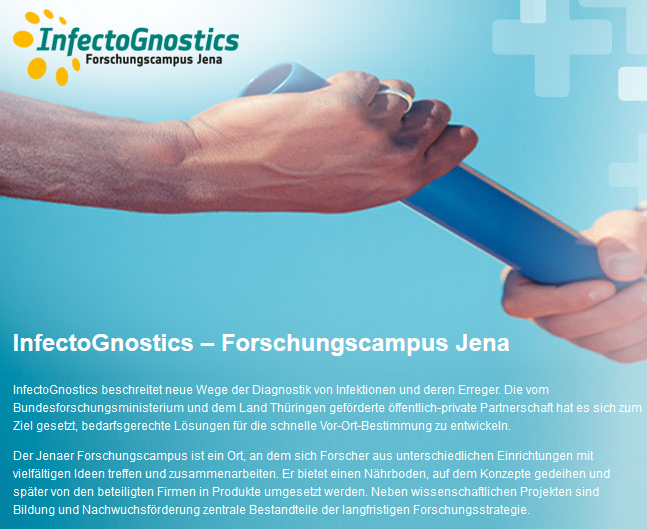 InfectoGnostics
Forschungscampus Jena
InfectoGnostics – Forschungscampus Jena
InfectoGnostics beschreitet neue Wege der Diagnostik von Infektionen und deren Erreger. Die vom
Bundesforschungsministerium und dem Land Thüringen geförderte öffentlich-private Partnerschaft hat es sich zum
Ziel gesetzt, bedarfsgerechte Lösungen für die schnelle Vor-Ort-Bestimmung zu entwickeln.
Der Jenaer Forschungscampus ist ein Ort, an dem sich Forscher aus unterschiedlichen Einrichtungen mit
vielfältigen Ideen treffen und zusammenarbeiten. Er bietet einen Nährboden, auf dem Konzepte gedeihen und
später von den beteiligten Firmen in Produkte umgesetzt werden. Neben wissenschaftlichen Projekten sind
Bildung und Nachwuchsförderung zentrale Bestandteile der langfristigen Forschungsstrategie.